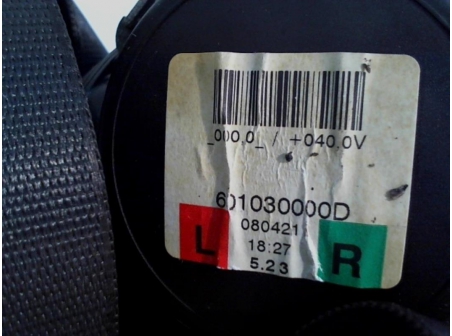 _000,0_ / +040.0V
601030000D
080421
18:27
5.23
L
R